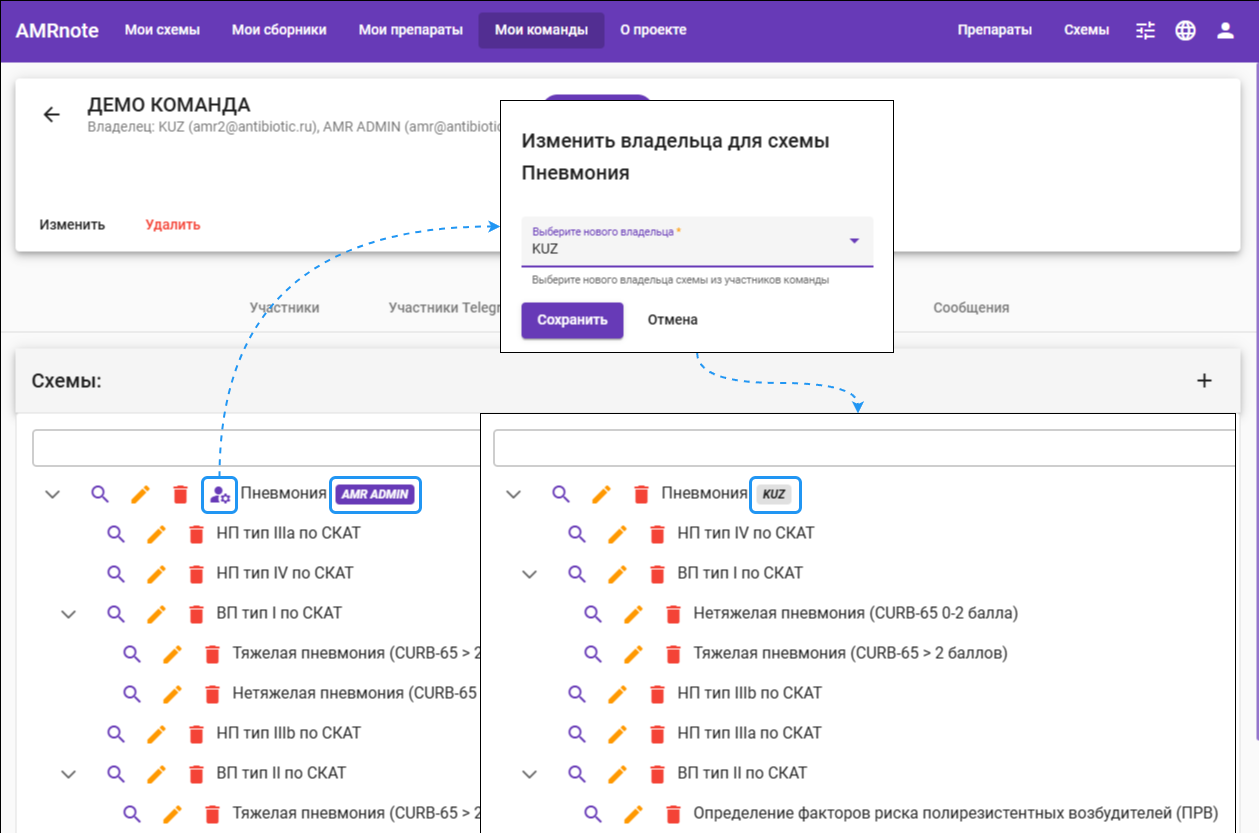 AMRnote
Мои схемы
Мои сборники
Мои препараты
Мои команды
О проекте
Препараты
Схемы
ДЕМО КОМАНДА
Владелец: KUZ (amr2@antibiotic.ru), AMR ADMIN (amr@antibiotic
Изменить
Удалить
Изменить владельца для схемы
Пневмония
Выберите нового владельца *
KUZ
Выберите нового владельца схемы из участников команды
Сохранить
Отмена
Участники
Участники Telegr
Сообщения
Схемы:
Пневмония AMR ADMIN
НП тип IIIa по СКАТ
НП тип IV по СКАТ
ВП тип I по СКАТ
Тяжелая пневмония (CURB-65 > 2
Нетяжелая пневмония (CURB-65
НП тип IIIb по СКАТ
ВП тип II по СКАТ
Тяжелая пневмония (CURB-65 > 2
Пневмония KUZ
НП тип IV по СКАТ
ВП тип I по СКАТ
Нетяжелая пневмония (CURB-65 0-2 балла)
Тяжелая пневмония (CURB-65 > 2 баллов)
НП тип IIIb по СКАТ
НП тип IIIa по СКАТ
ВП тип II по СКАТ
Определение факторов риска полирезистентных возбудителей (ПРВ)